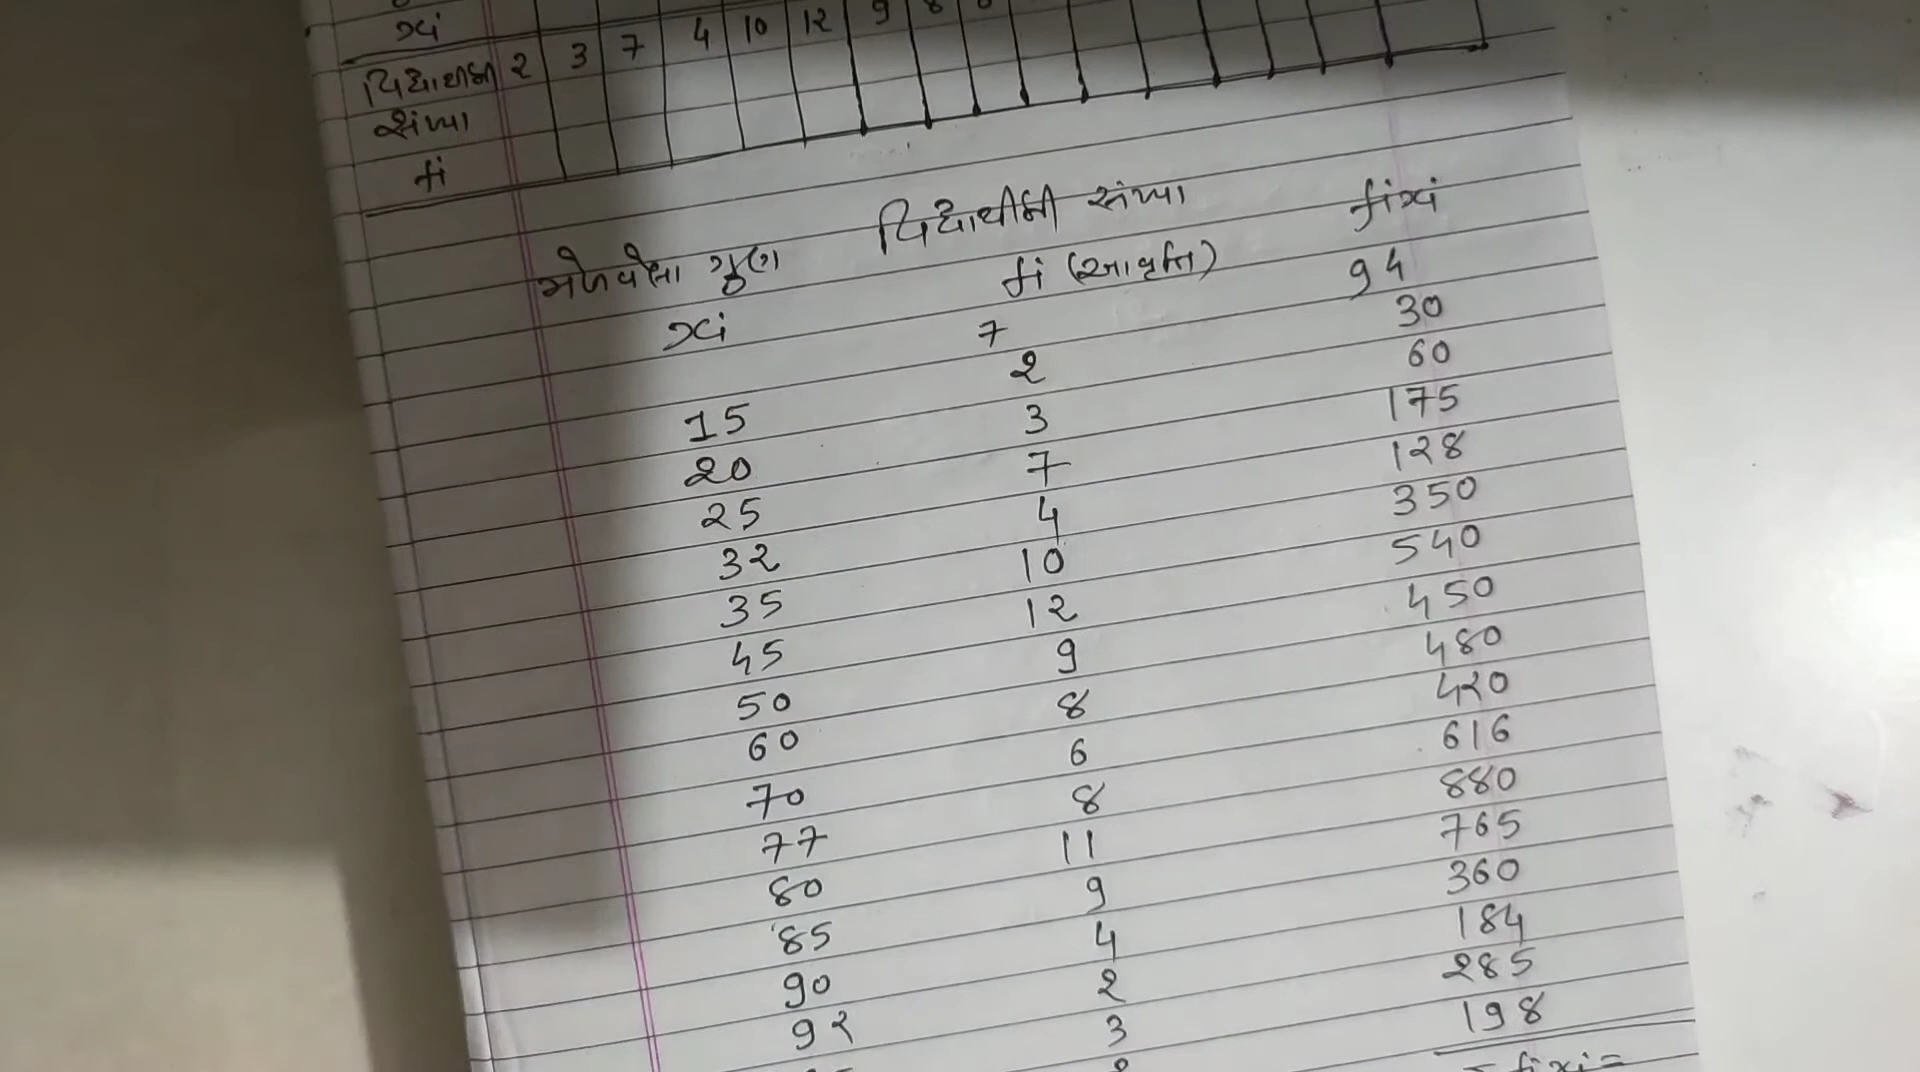 xi 4 10 12 9 8
વિદ્યાર્થીની 2 3 7
સંખ્યા
fi
મેળવેલા ગુણ વિદ્યાર્થીની સંખ્યા fixi
xi fi (આવૃત્તિ) 94
7
2 30
15 3 60
20 7 175
25 4 128
32 10 350
35 12 540
45 9 450
50 8 480
60 6 420
70 8 616
77 11 880
80 9 765
85 4 360
90 2 184
92 3 285
198
fixi =